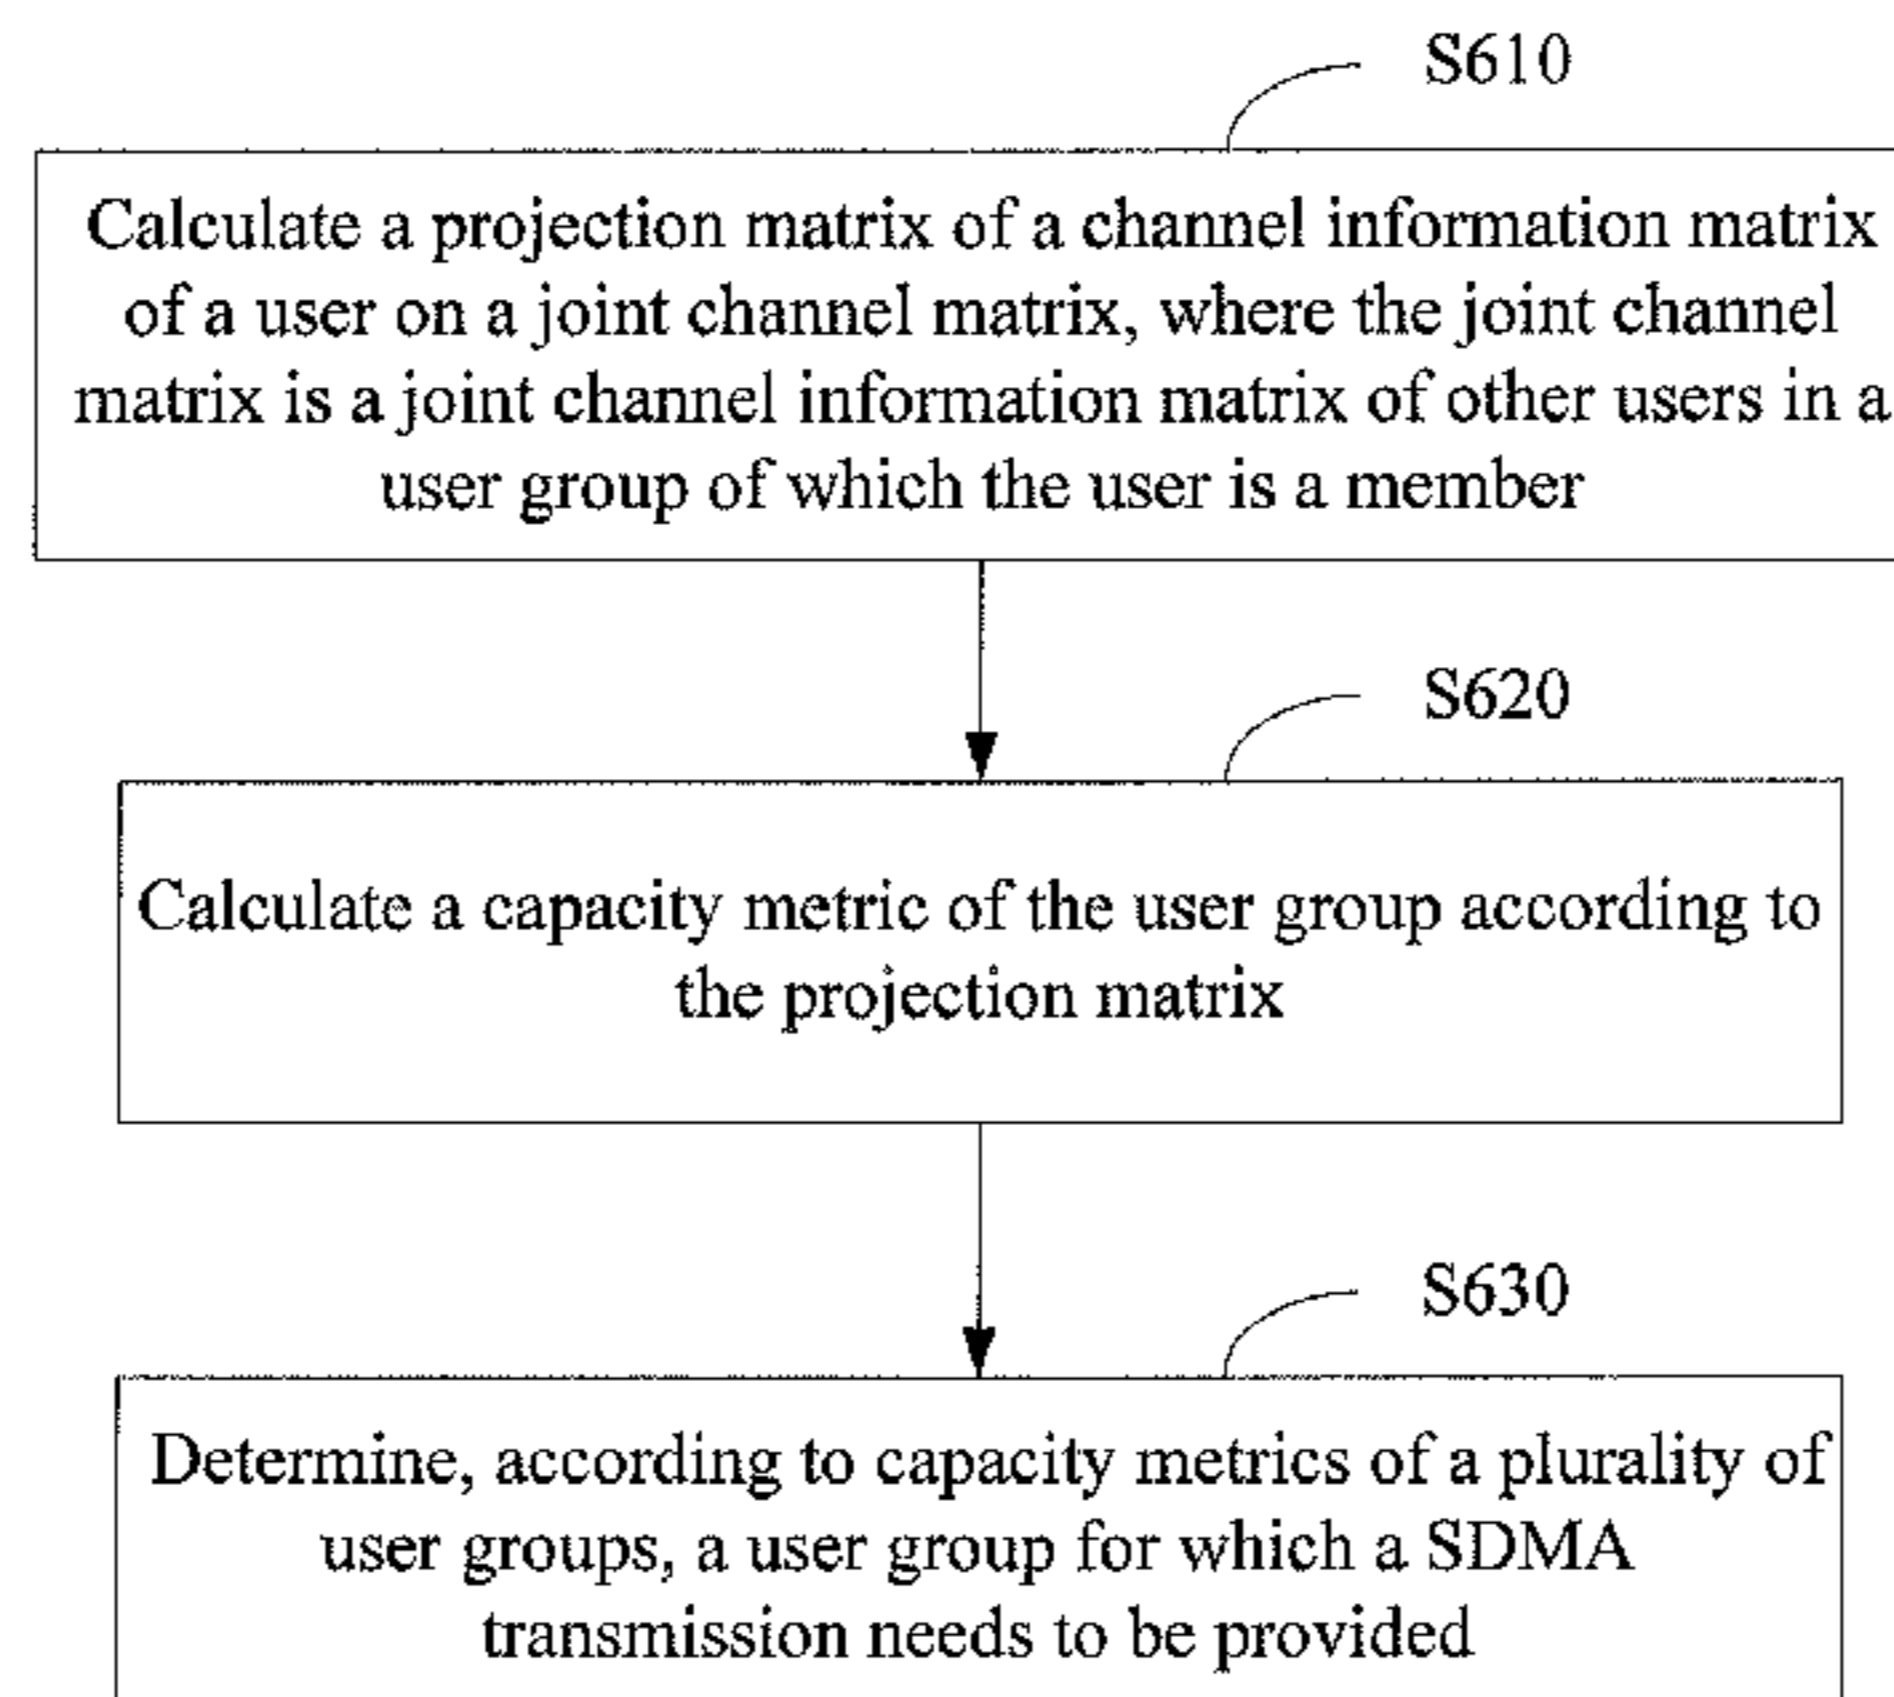 S610
Calculate a projection matrix of a channel information matrix
of a user on a joint channel matrix, where the joint channel
matrix is a joint channel information matrix of other users in a
user group of which the user is a member
S620
Calculate a capacity metric of the user group according to
the projection matrix
S630
Determine, according to capacity metrics of a plurality of
user groups, a user group for which a SDMA
transmission needs to be provided